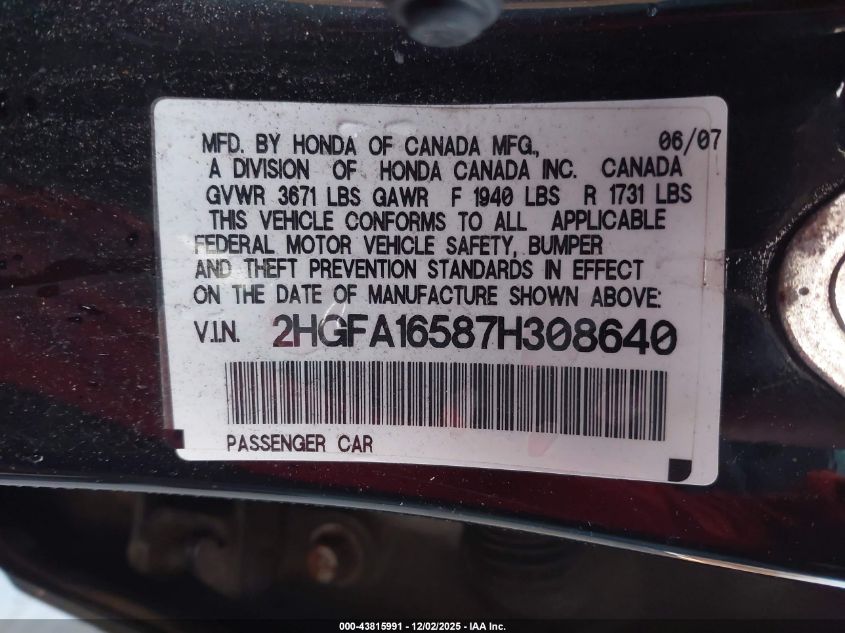 MFD. BY HONDA OF CANADA MFG., 06/07
A DIVISION OF HONDA CANADA INC. CANADA
GVWR 3671 LBS GAWR F 1940 LBS R 1731 LBS
THIS VEHICLE CONFORMS TO ALL APPLICABLE
FEDERAL MOTOR VEHICLE SAFETY, BUMPER
AND THEFT PREVENTION STANDARDS IN EFFECT
ON THE DATE OF MANUFACTURE SHOWN ABOVE:
V.I.N. 2HGFA16587H308640
PASSENGER CAR
000-43815991 - 12/02/2025 - IAA Inc.